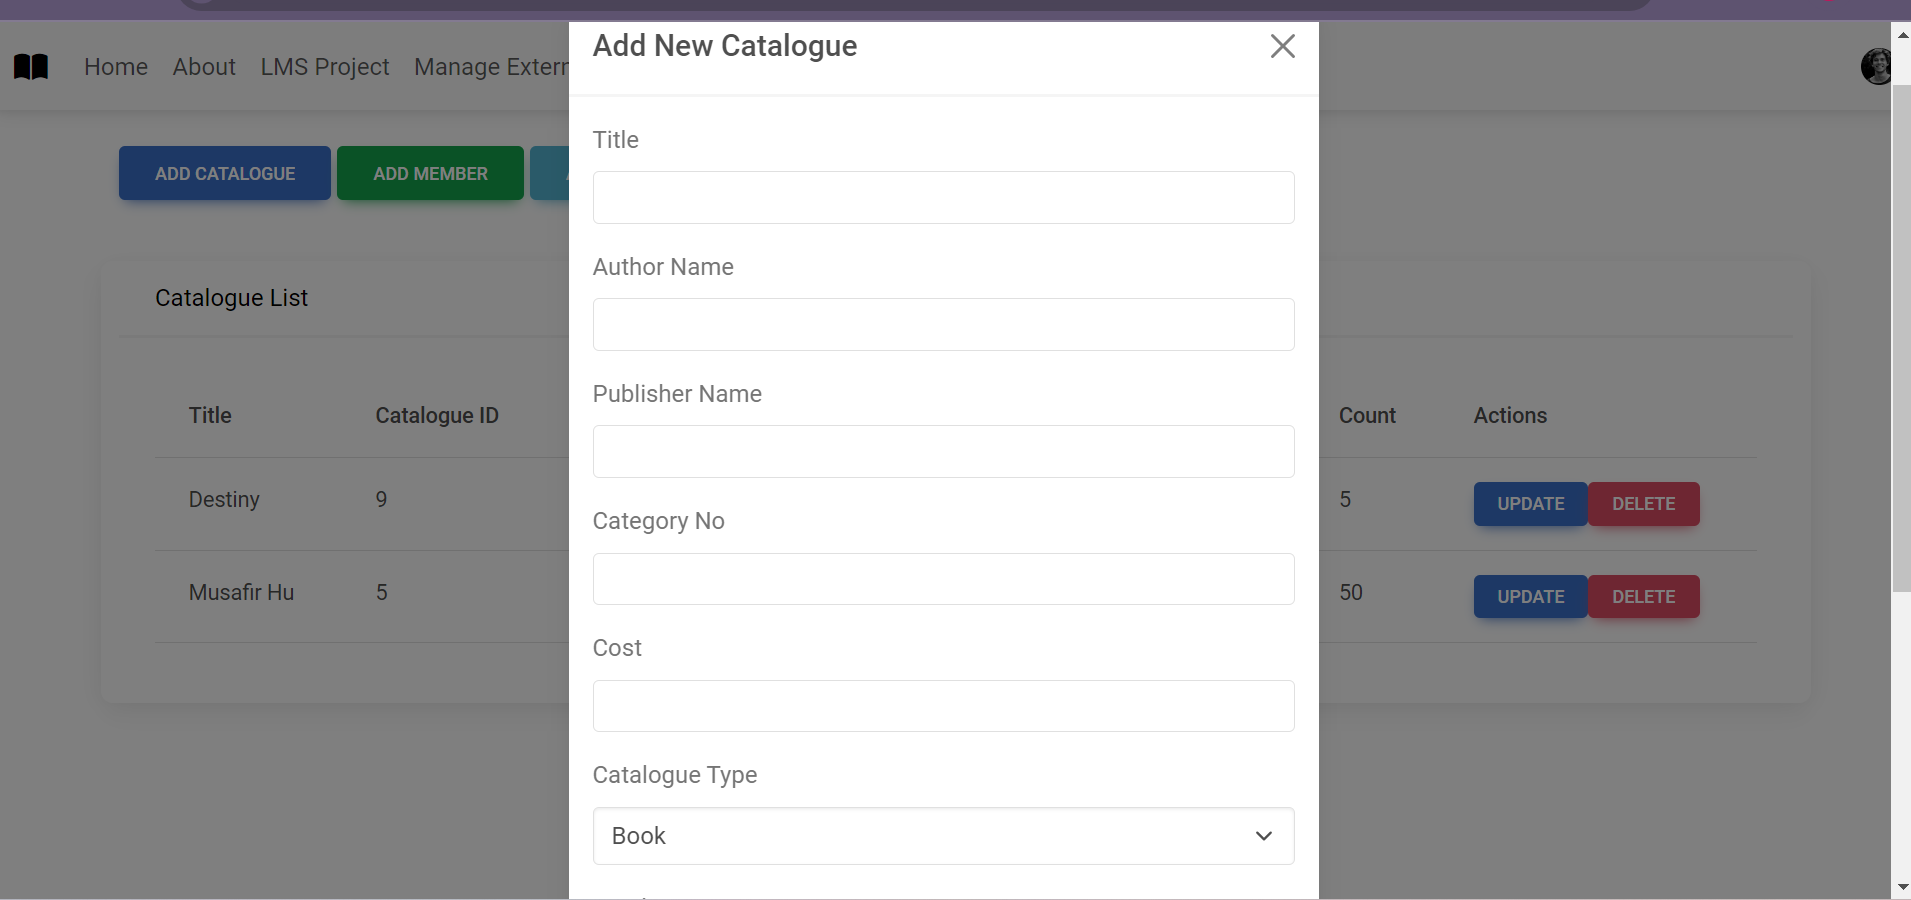 Add New Catalogue
Home About LMS Project Manage
ADD CATALOGUE ADD MEMBER
Catalogue List
Title Catalogue ID Count Actions
Destiny 9 5 UPDATE DELETE
Musafir Hu 5 50 UPDATE DELETE
Title
Author Name
Publisher Name
Category No
Cost
Catalogue Type
Book